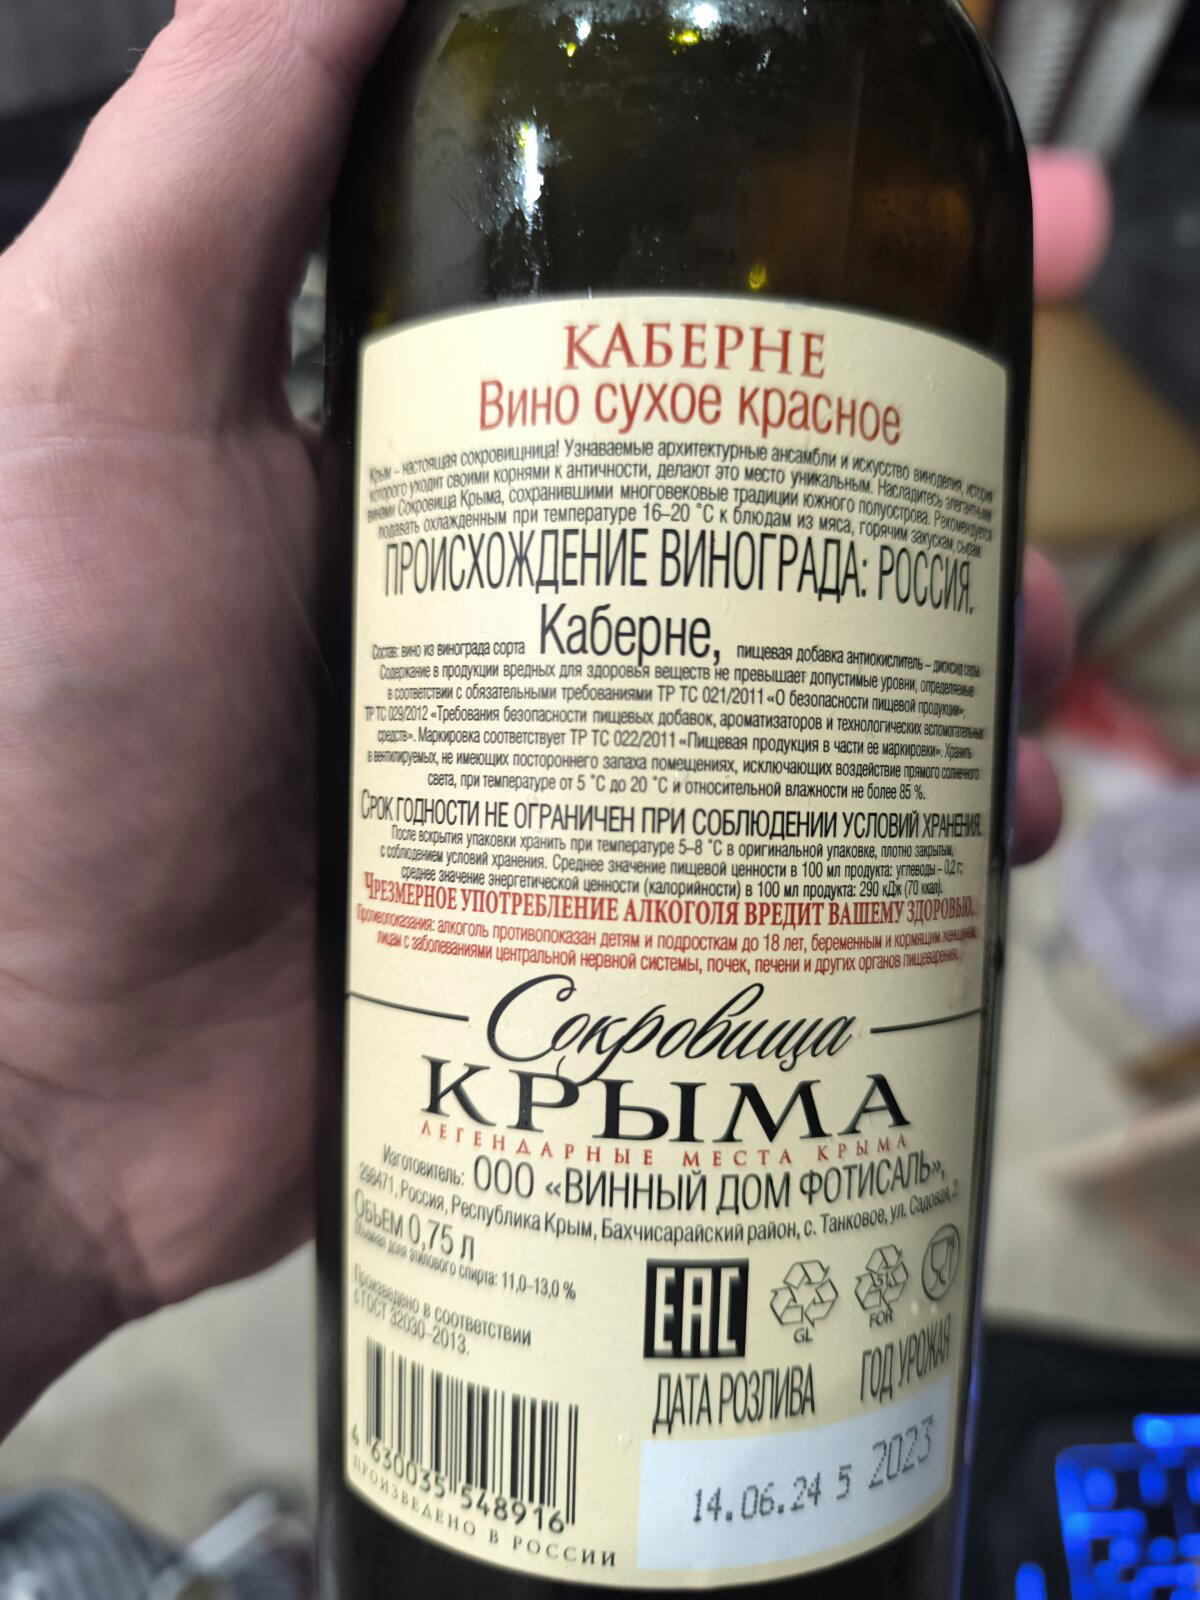 КАБЕРНЕ
Вино сухое красное
Крым – настоящая сокровищница! Узнаваемые архитектурные ансамбли и искусство виноделия, история
которого уходит своими корнями к античности, делают это место уникальным. Насладитесь элегантными
винами Сокровища Крыма, сохранившими многовековые традиции южного полуострова. Рекомендуется
подавать охлажденным при температуре 16–20 °С к блюдам из мяса, горячим закускам, сырам.
ПРОИСХОЖДЕНИЕ ВИНОГРАДА: РОССИЯ.
Состав: вино из винограда сорта Каберне, пищевая добавка антиокислитель – диоксид серы.
Содержание в продукции вредных для здоровья веществ не превышает допустимые уровни, определяемые
в соответствии с обязательными требованиями ТР ТС 021/2011 «О безопасности пищевой продукции»,
ТР ТС 029/2012 «Требования безопасности пищевых добавок, ароматизаторов и технологических вспомогательных
средств». Маркировка соответствует ТР ТС 022/2011 «Пищевая продукция в части ее маркировки». Хранить
в вентилируемых, не имеющих постороннего запаха помещениях, исключающих воздействие прямого солнечного
света, при температуре от 5 °С до 20 °С и относительной влажности не более 85 %.
СРОК ГОДНОСТИ НЕ ОГРАНИЧЕН ПРИ СОБЛЮДЕНИИ УСЛОВИЙ ХРАНЕНИЯ.
После вскрытия упаковки хранить при температуре 5–8 °С в оригинальной упаковке, плотно закрытым,
с соблюдением условий хранения. Среднее значение пищевой ценности в 100 мл продукта: углеводы – 0,2 г;
среднее значение энергетической ценности (калорийности) в 100 мл продукта: 290 кДж (70 ккал).
ЧРЕЗМЕРНОЕ УПОТРЕБЛЕНИЕ АЛКОГОЛЯ ВРЕДИТ ВАШЕМУ ЗДОРОВЬЮ.
Противопоказания: алкоголь противопоказан детям и подросткам до 18 лет, беременным и кормящим женщинам,
лицам с заболеваниями центральной нервной системы, почек, печени и других органов пищеварения.
Сокровища
КРЫМА
ЛЕГЕНДАРНЫЕ МЕСТА КРЫМА
Изготовитель: ООО «ВИННЫЙ ДОМ ФОТИСАЛЬ»,
298471, Россия, Республика Крым, Бахчисарайский район, с. Танковое, ул. Садовая, 2.
ОБЪЕМ 0,75 л
Объемная доля этилового спирта: 11,0–13,0 %
Произведено в соответствии
с ГОСТ 32030–2013.
ЕАС
GL
51
FOR
ДАТА РОЗЛИВА ГОД УРОЖАЯ
14.06.24 5 2023
4 630035 548916
ПРОИЗВЕДЕНО В РОССИИ